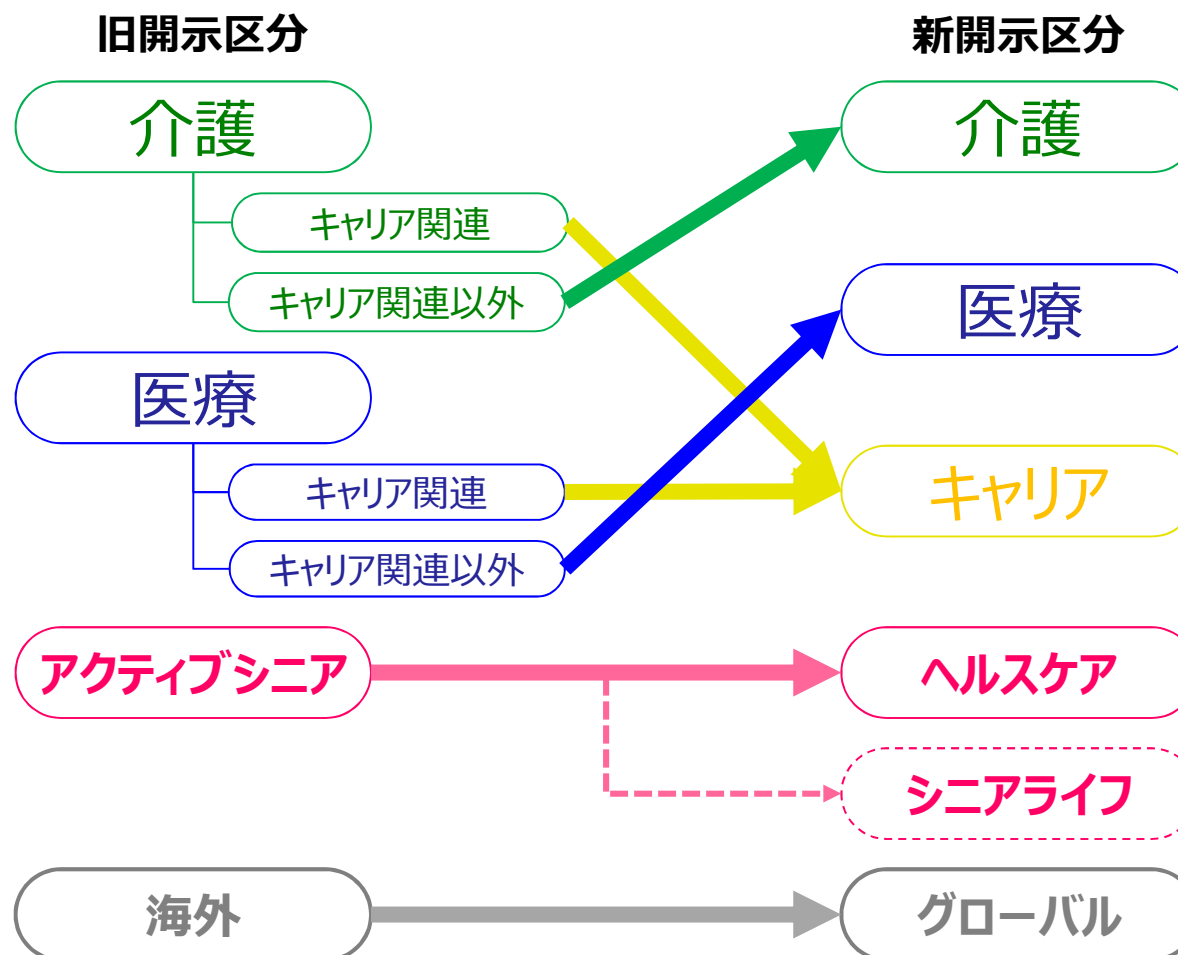 旧開示区分
新開示区分
介護
介護
キャリア関連
キャリア関連以外
医療
医療
キャリア関連
キャリア
キャリア関連以外
アクティブシニア
ヘルスケア
シニアライフ
海外
グローバル